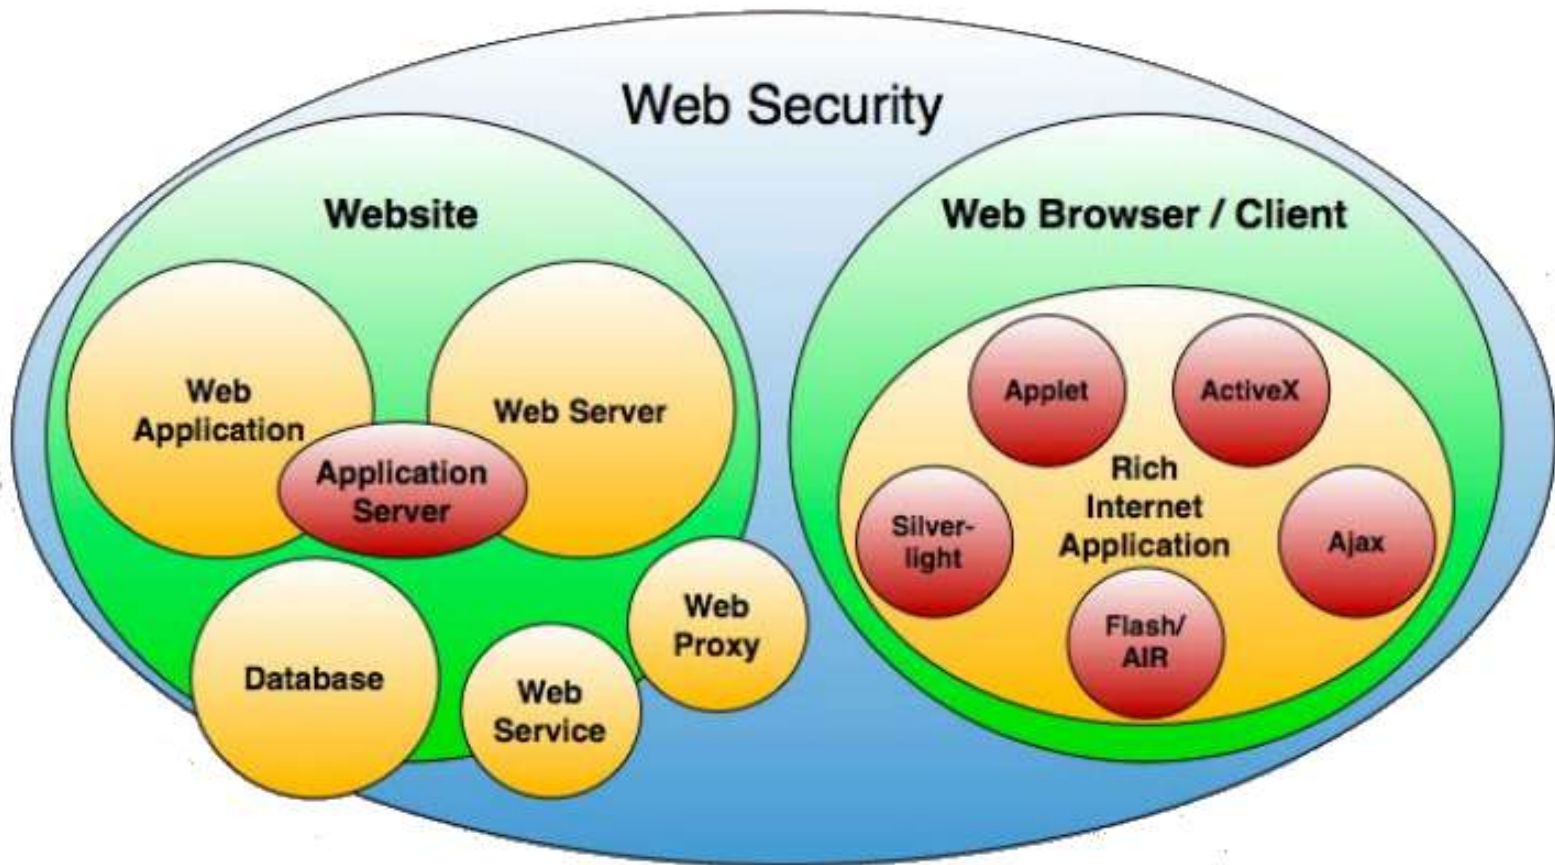 Web Security
Website
Web Browser / Client
Web
Application
Web Server
Application
Server
Database
Web
Service
Web
Proxy
Applet
ActiveX
Rich
Internet
Application
Silver-
light
Ajax
Flash/
AIR